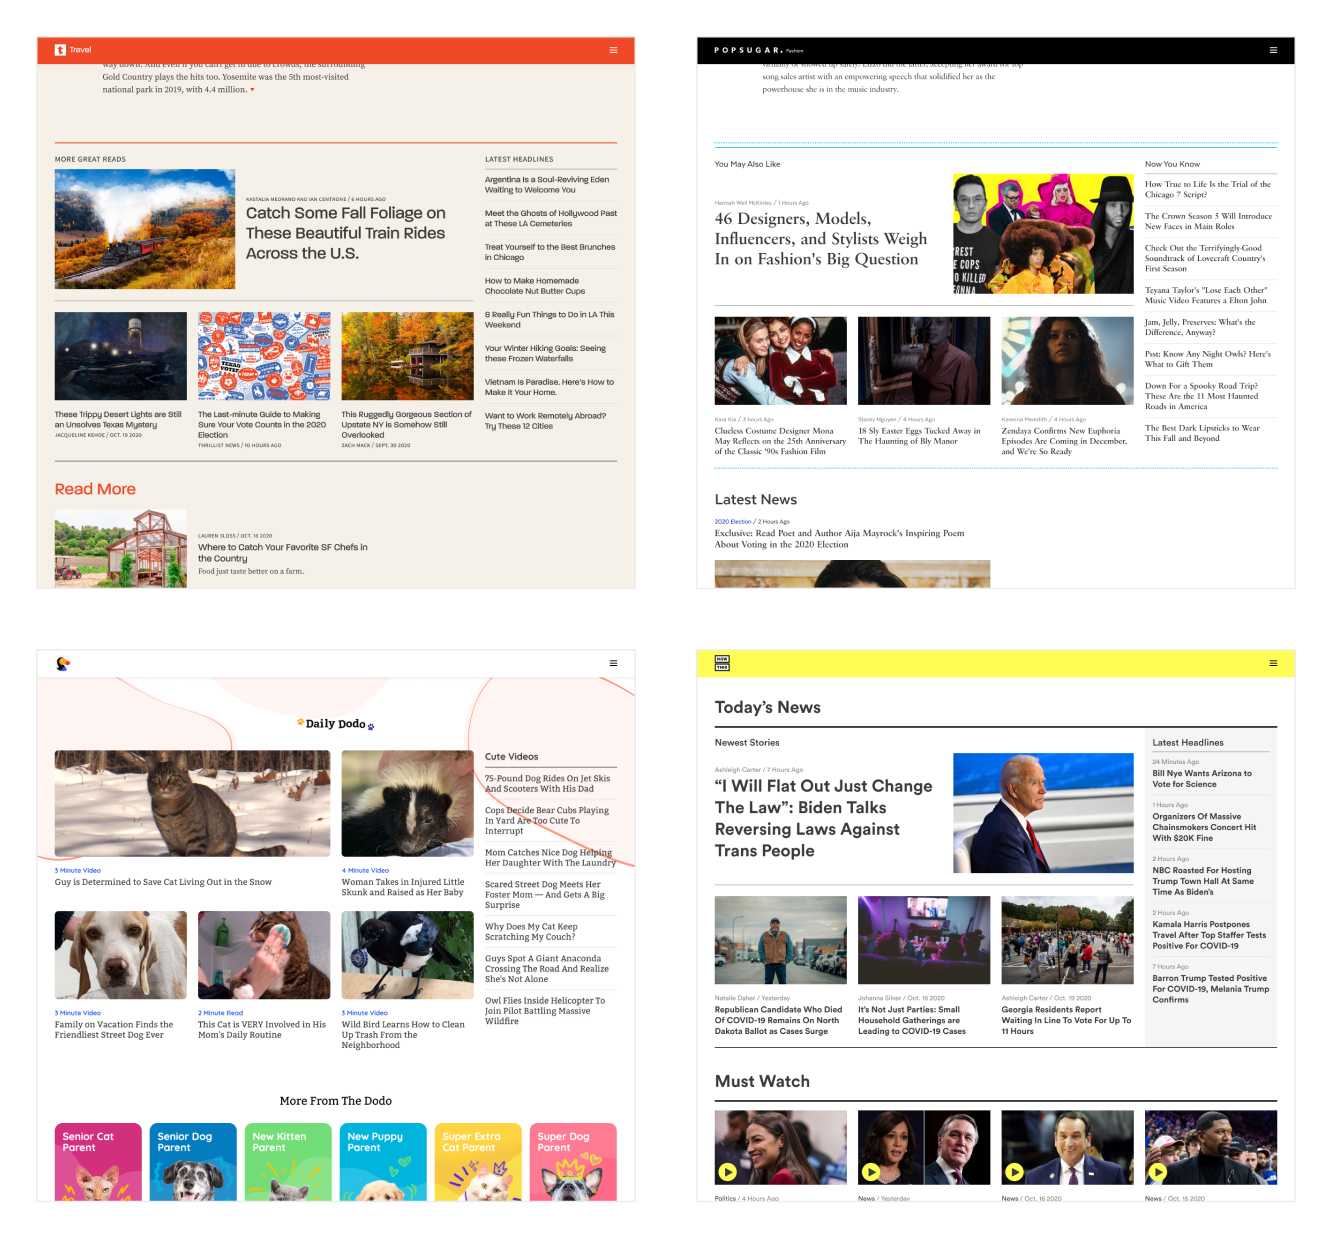 t Travel
way down. And even if you can't get in due to crowds, the surrounding
Gold Country plays the hits too. Yosemite was the 5th most-visited
national park in 2019, with 4.4 million.
MORE GREAT READS
KASTALIA MEDRANO AND IAN CENTRONE / 6 HOURS AGO
Catch Some Fall Foliage on
These Beautiful Train Rides
Across the U.S.
These Trippy Desert Lights are Still
an Unsolves Texas Mystery
JACQUELINE KEHOE / OCT. 19 2020
TEXAS
VOTES
The Last-minute Guide to Making
Sure Your Vote Counts in the 2020
Election
THRILLIST NEWS / 10 HOURS AGO
This Ruggedly Gorgeous Section of
Upstate NY is Somehow Still
Overlooked
ZACH MACK / SEPT. 30 2020
LATEST HEADLINES
Argentina Is a Soul-Reviving Eden
Waiting to Welcome You
Meet the Ghosts of Hollywood Past
at These LA Cemeteries
Treat Yourself to the Best Brunches
in Chicago
How to Make Homemade
Chocolate Nut Butter Cups
8 Really Fun Things to Do in LA This
Weekend
Your Winter Hiking Goals: Seeing
these Frozen Waterfalls
Vietnam Is Paradise. Here's How to
Make It Your Home.
Want to Work Remotely Abroad?
Try These 12 Cities
Read More
LAUREN SLOSS / OCT. 16 2020
Where to Catch Your Favorite SF Chefs in
the Country
Food just taste better on a farm.
POPSUGAR. Fashion
virtually or showed up safely. Lizzo did the latter, accepting her award for top
song sales artist with an empowering speech that solidified her as the
powerhouse she is in the music industry.
You May Also Like
Hannah Weil McKinley / 1 Hours Ago
46 Designers, Models,
Influencers, and Stylists Weigh
In on Fashion's Big Question
Kara Kia / 3 hours Ago
Clueless Costume Designer Mona
May Reflects on the 25th Anniversary
of the Classic '90s Fashion Film
Stacey Nguyen / 4 Hours Ago
18 Sly Easter Eggs Tucked Away in
The Haunting of Bly Manor
Kavenna Meredith / 4 Hours Ago
Zendaya Confirms New Euphoria
Episodes Are Coming in December,
and We're So Ready
Now You Know
How True to Life Is the Trial of the
Chicago 7 Script?
The Crown Season 5 Will Introduce
New Faces in Main Roles
Check Out the Terrifyingly-Good
Soundtrack of Lovecraft Country's
First Season
Teyana Taylor's "Lose Each Other"
Music Video Features a Elton John
Jam, Jelly, Preserves: What's the
Difference, Anyway?
Psst: Know Any Night Owls? Here's
What to Gift Them
Down For a Spooky Road Trip?
These Are the 11 Most Haunted
Roads in America
The Best Dark Lipsticks to Wear
This Fall and Beyond
Latest News
2020 Election / 2 Hours Ago
Exclusive: Read Poet and Author Aija Mayrock's Inspiring Poem
About Voting in the 2020 Election
Daily Dodo
3 Minute Video
Guy is Determined to Save Cat Living Out in the Snow
4 Minute Video
Woman Takes in Injured Little
Skunk and Raised as Her Baby
3 Minute Video
Family on Vacation Finds the
Friendliest Street Dog Ever
2 Minute Read
This Cat is VERY Involved in His
Mom's Daily Routine
3 Minute Video
Wild Bird Learns How to Clean
Up Trash From the
Neighborhood
Cute Videos
75-Pound Dog Rides On Jet Skis
And Scooters With His Dad
Cops Decide Bear Cubs Playing
In Yard Are Too Cute To
Interrupt
Mom Catches Nice Dog Helping
Her Daughter With The Laundry
Scared Street Dog Meets Her
Foster Mom — And Gets A Big
Surprise
Why Does My Cat Keep
Scratching My Couch?
Guys Spot A Giant Anaconda
Crossing The Road And Realize
She's Not Alone
Owl Flies Inside Helicopter To
Join Pilot Battling Massive
Wildfire
More From The Dodo
Senior Cat
Parent
Senior Dog
Parent
New Kitten
Parent
New Puppy
Parent
Super Extra
Cat Parent
Super Dog
Parent
NOW
THIS
Today's News
Newest Stories
Ashleigh Carter / 7 Hours Ago
“I Will Flat Out Just Change
The Law”: Biden Talks
Reversing Laws Against
Trans People
Natalie Daher / Yesterday
Republican Candidate Who Died
Of COVID-19 Remains On North
Dakota Ballot as Cases Surge
Johanna Silver / Oct. 16 2020
It's Not Just Parties: Small
Household Gatherings are
Leading to COVID-19 Cases
Ashleigh Carter / Oct. 19 2020
Georgia Residents Report
Waiting In Line To Vote For Up To
11 Hours
Latest Headlines
24 Minutes Ago
Bill Nye Wants Arizona to
Vote for Science
1 Hours Ago
Organizers Of Massive
Chainsmokers Concert Hit
With $20K Fine
2 Hours Ago
NBC Roasted For Hosting
Trump Town Hall At Same
Time As Biden's
2 Hours Ago
Kamala Harris Postpones
Travel After Top Staffer Tests
Positive For COVID-19
7 Hours Ago
Barron Trump Tested Positive
For COVID-19, Melania Trump
Confirms
Must Watch
Politics / 4 Hours Ago
News / Yesterday
News / Oct. 16 2020
News / Oct. 15 2020